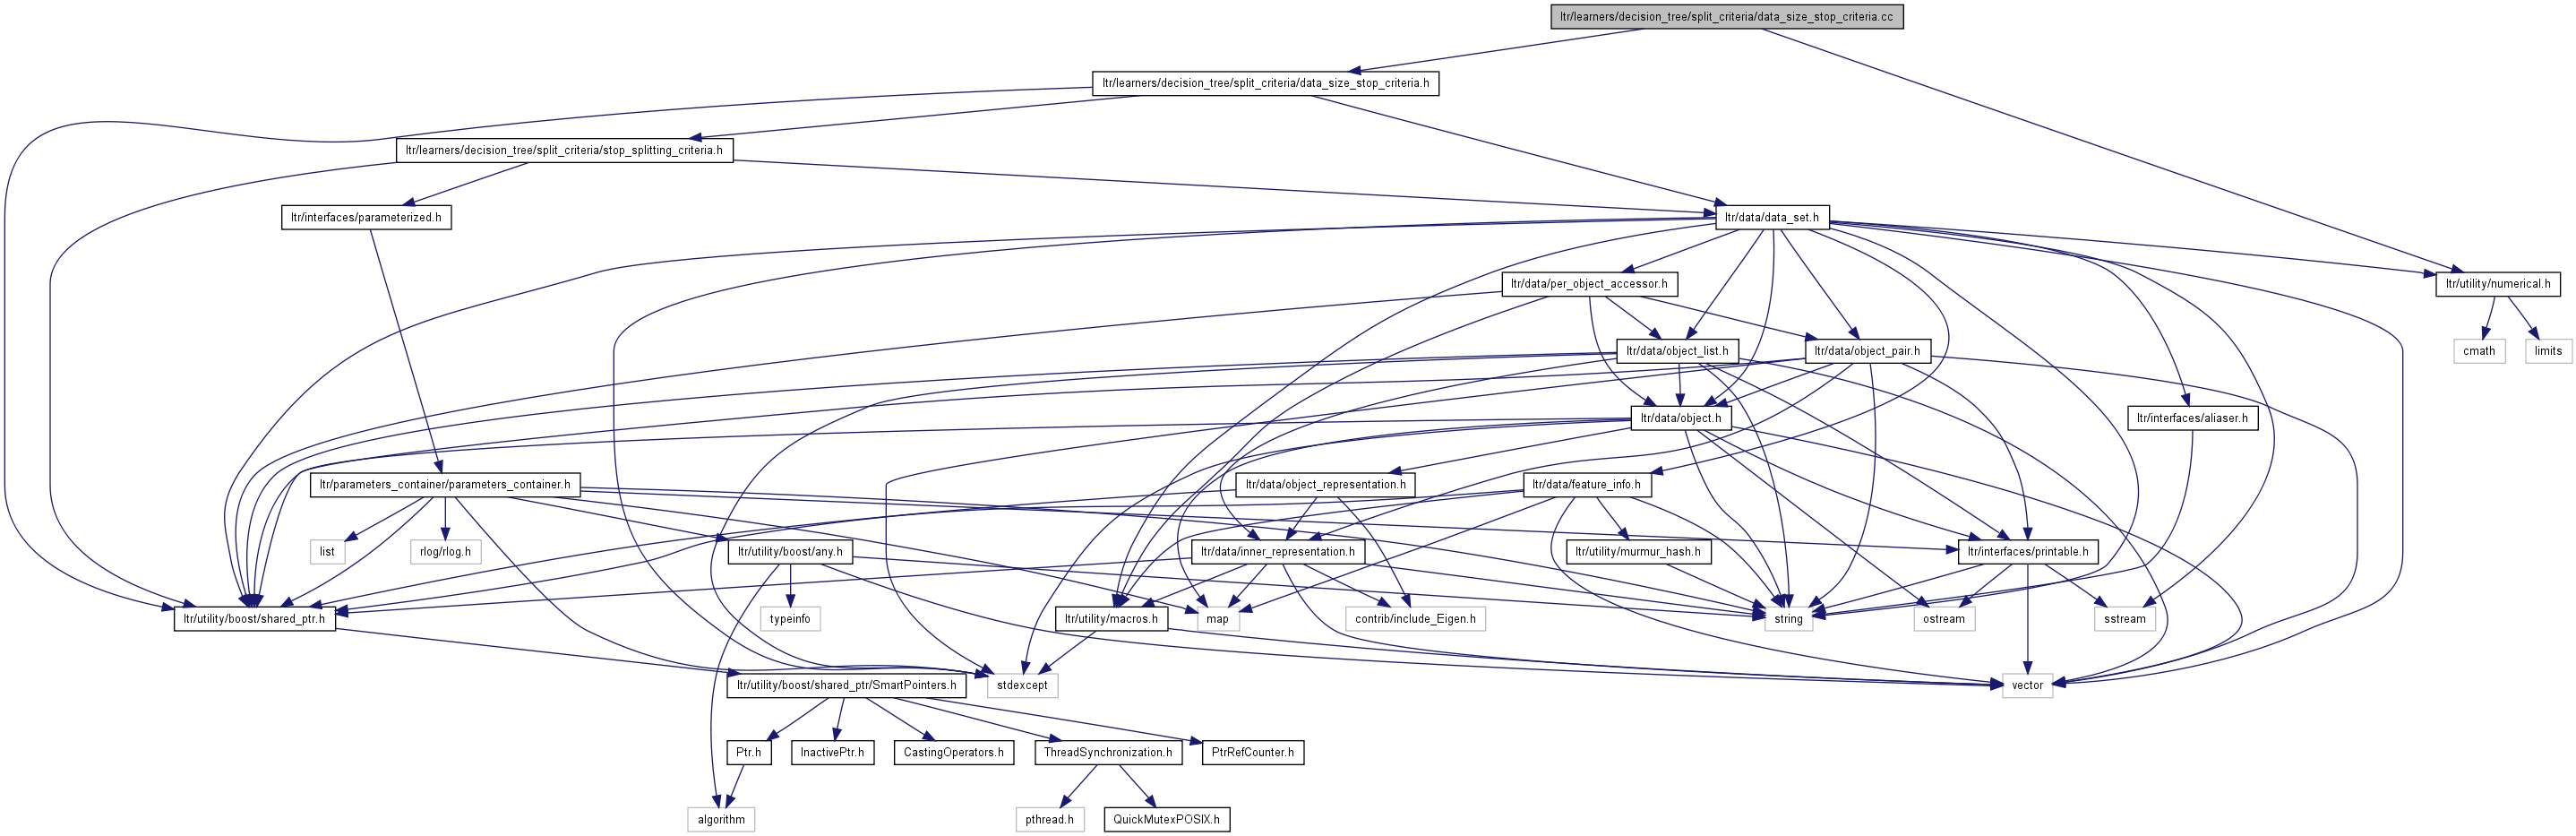 ltr/learners/decision_tree/split_criteria/data_size_stop_criteria.cc
ltr/learners/decision_tree/split_criteria/data_size_stop_criteria.h
ltr/learners/decision_tree/split_criteria/stop_splitting_criteria.h
ltr/interfaces/parameterized.h
ltr/data/data_set.h
ltr/data/per_object_accessor.h
ltr/utility/numerical.h
ltr/data/object_list.h
ltr/data/object_pair.h
cmath
limits
ltr/data/object.h
ltr/interfaces/aliaser.h
ltr/parameters_container/parameters_container.h
ltr/data/object_representation.h
ltr/data/feature_info.h
list
rlog/rlog.h
ltr/utility/boost/any.h
ltr/data/inner_representation.h
ltr/utility/murmur_hash.h
ltr/interfaces/printable.h
ltr/utility/boost/shared_ptr.h
typeinfo
ltr/utility/macros.h
map
contrib/include_Eigen.h
string
ostream
sstream
ltr/utility/boost/shared_ptr/SmartPointers.h
stdexcept
vector
Ptr.h
InactivePtr.h
CastingOperators.h
ThreadSynchronization.h
PtrRefCounter.h
algorithm
pthread.h
QuickMutexPOSIX.h